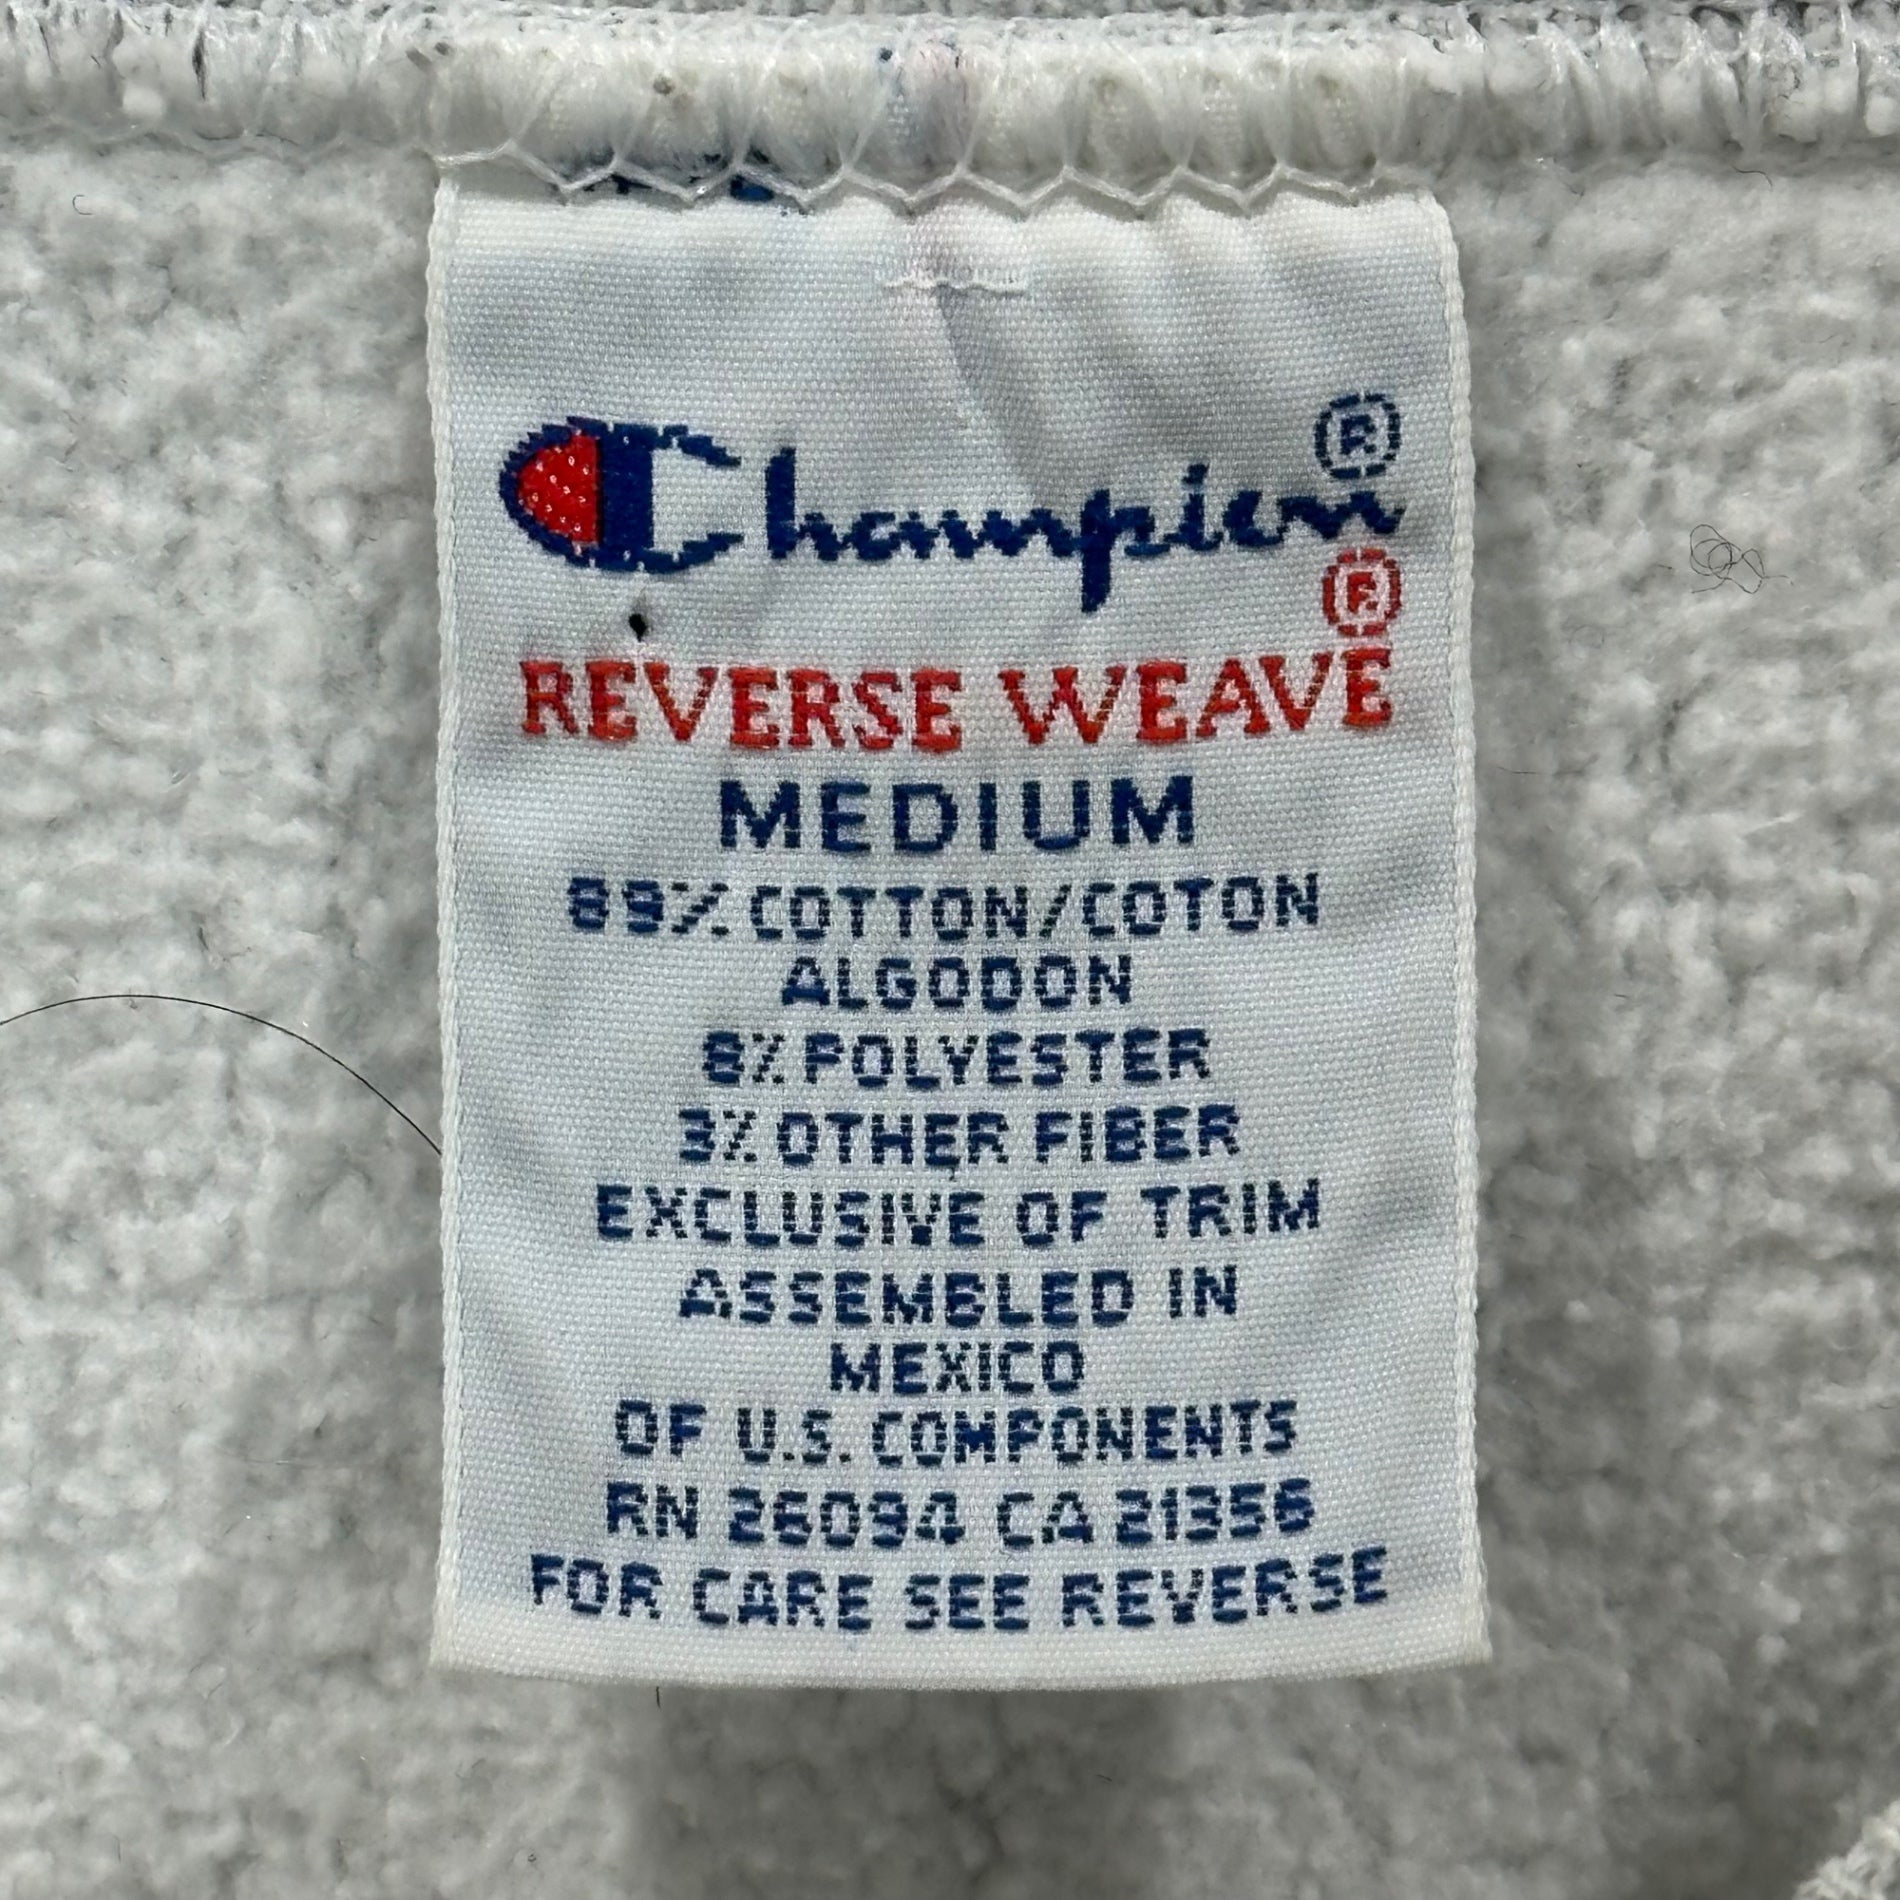 Champion®
REVERSE WEAVE®
MEDIUM
89% COTTON/COTON
ALGODON
8% POLYESTER
3% OTHER FIBER
EXCLUSIVE OF TRIM
ASSEMBLED IN
MEXICO
OF U.S. COMPONENTS
RN 26094 CA 21356
FOR CARE SEE REVERSE